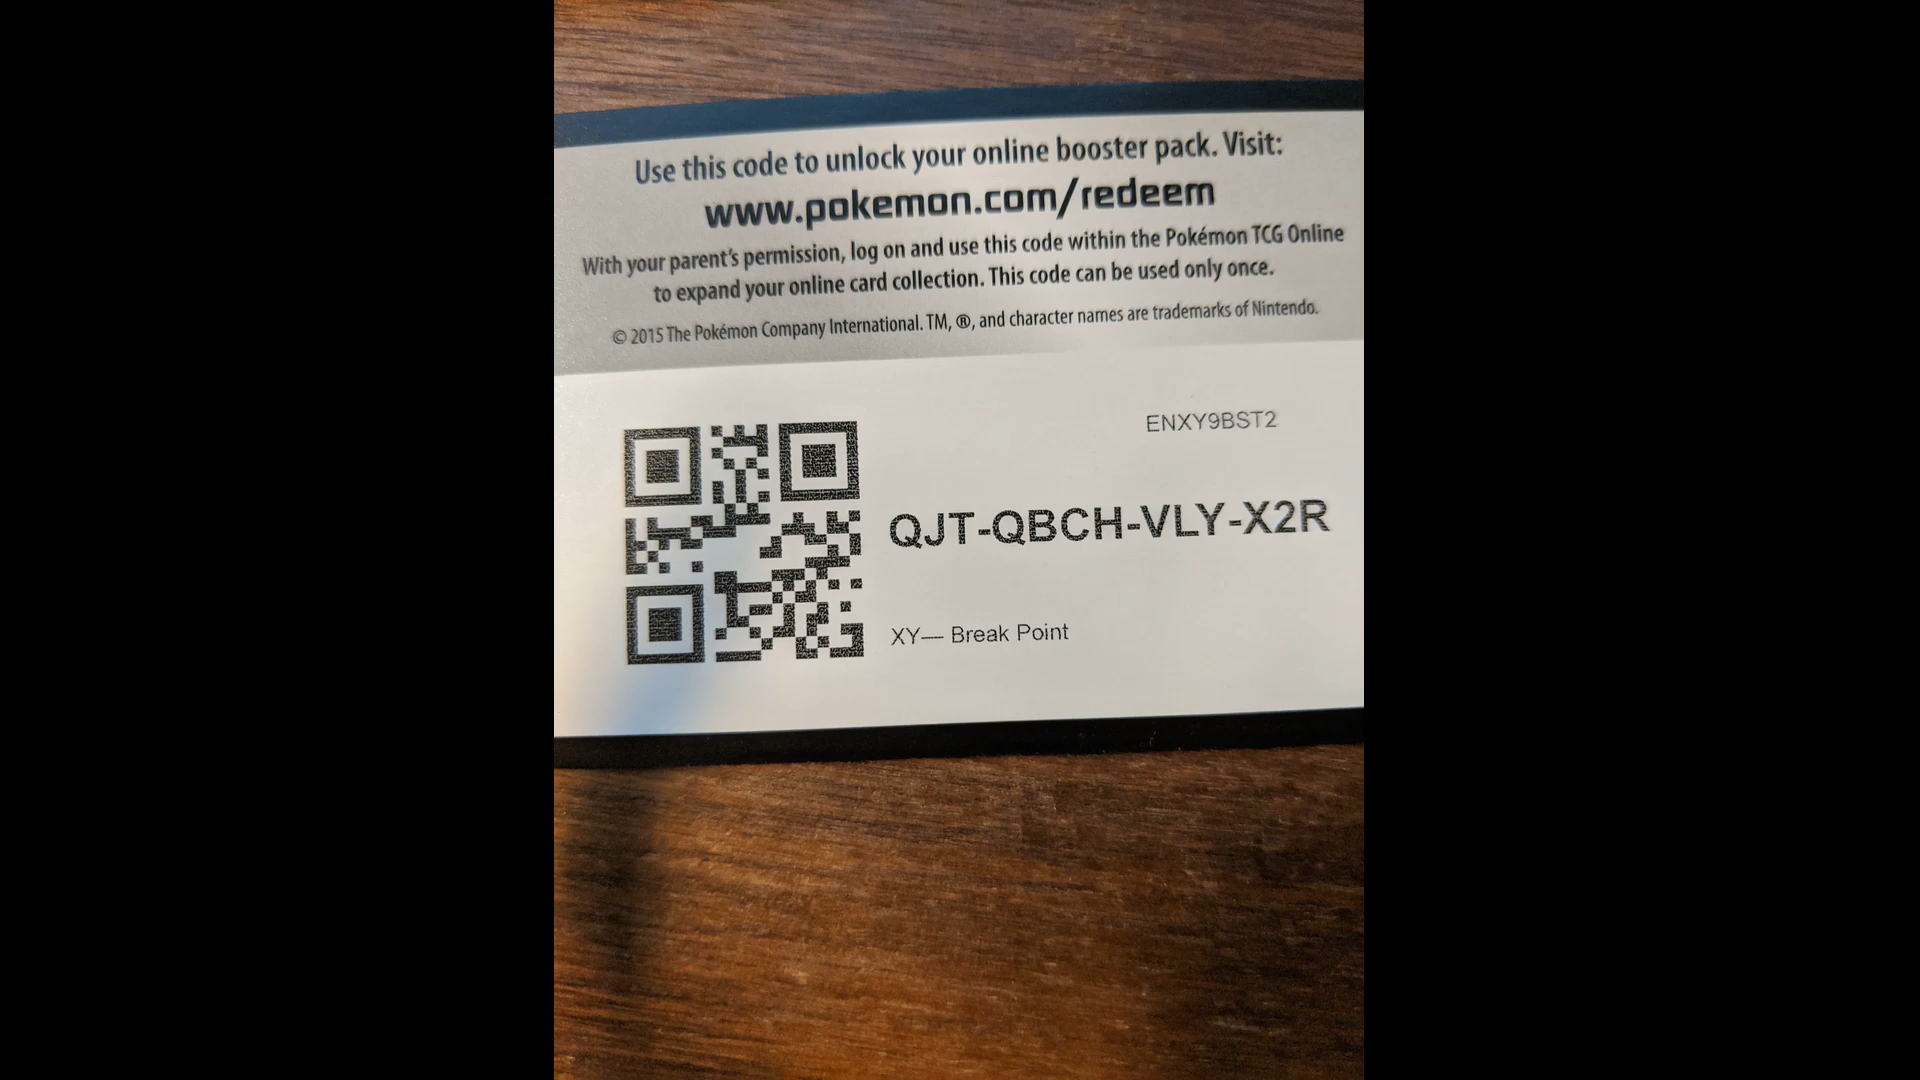 Use this code to unlock your online booster pack. Visit:
www.pokemon.com/redeem
With your parent's permission, log on and use this code within the Pokémon TCG Online
to expand your online card collection. This code can be used only once.
© 2015 The Pokémon Company International. TM, ®, and character names are trademarks of Nintendo.
ENXY9BST2
QJT-QBCH-VLY-X2R
XY— Break Point